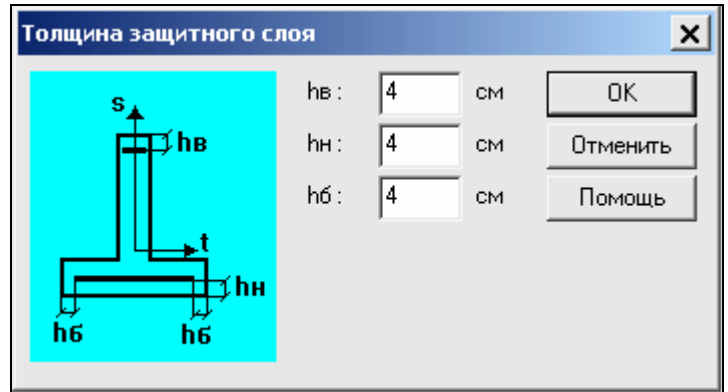 Толщина защитного слоя
s
hв
t
hн
hб hб
hв : 4 см
hн : 4 см
hб : 4 см
OK
Отменить
Помощь